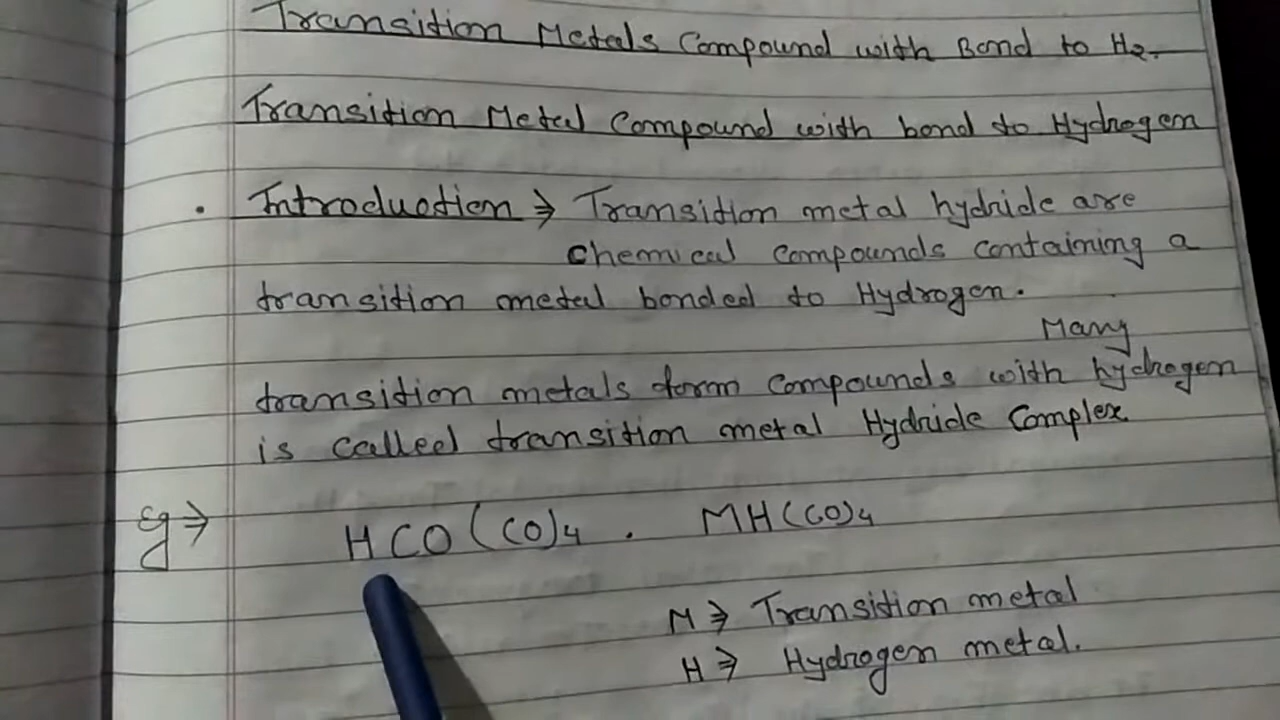 Transition Metals Compound with Bond to H2.
Transition Metal Compound with bond to Hydrogen
. Introduction ⇒ Transition metal hydride are
chemical compounds containing a
transition metal bonded to Hydrogen.
Many
transition metals form compounds with hydrogen
is called transition metal Hydride Complex
eg ⇒ HCO(CO)4 . MH(CO)4
M ⇒ Transition metal
H ⇒ Hydrogen metal.